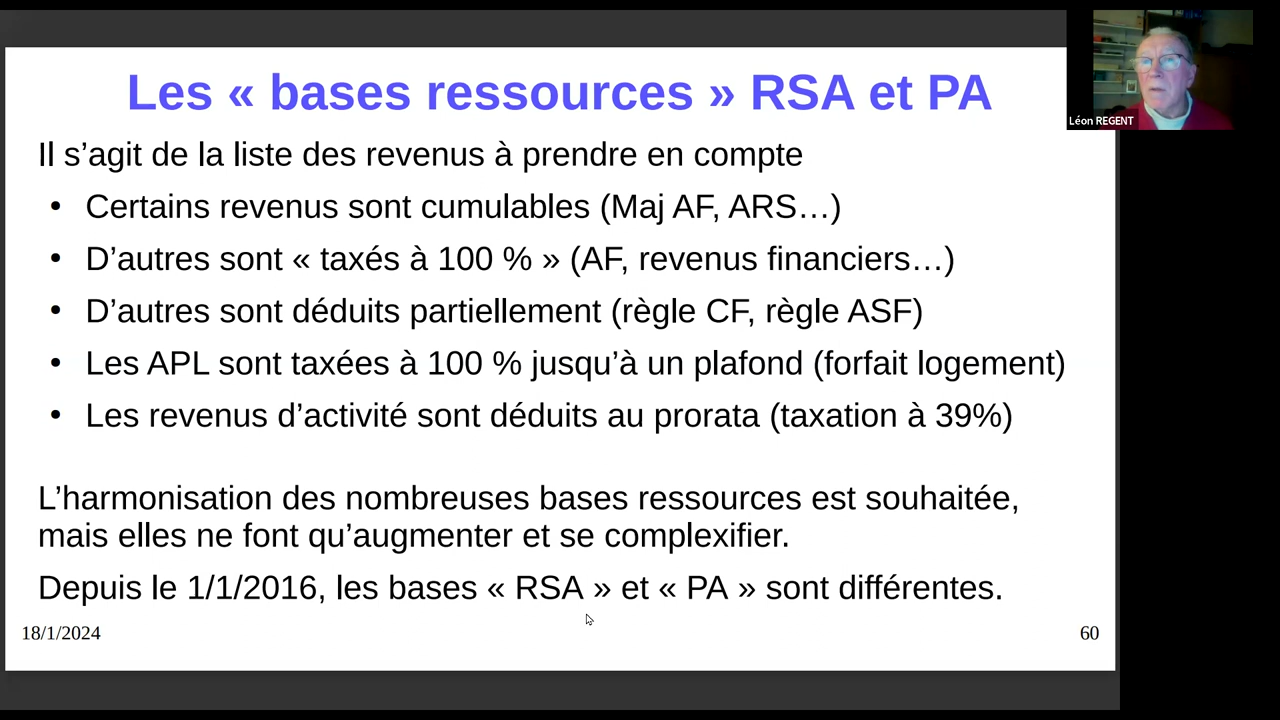 Les « bases ressources » RSA et PA
Léon REGENT
Il s’agit de la liste des revenus à prendre en compte
• Certains revenus sont cumulables (Maj AF, ARS…)
• D’autres sont « taxés à 100 % » (AF, revenus financiers…)
• D’autres sont déduits partiellement (règle CF, règle ASF)
• Les APL sont taxées à 100 % jusqu’à un plafond (forfait logement)
• Les revenus d’activité sont déduits au prorata (taxation à 39%)
L’harmonisation des nombreuses bases ressources est souhaitée,
mais elles ne font qu’augmenter et se complexifier.
Depuis le 1/1/2016, les bases « RSA » et « PA » sont différentes.
18/1/2024
60